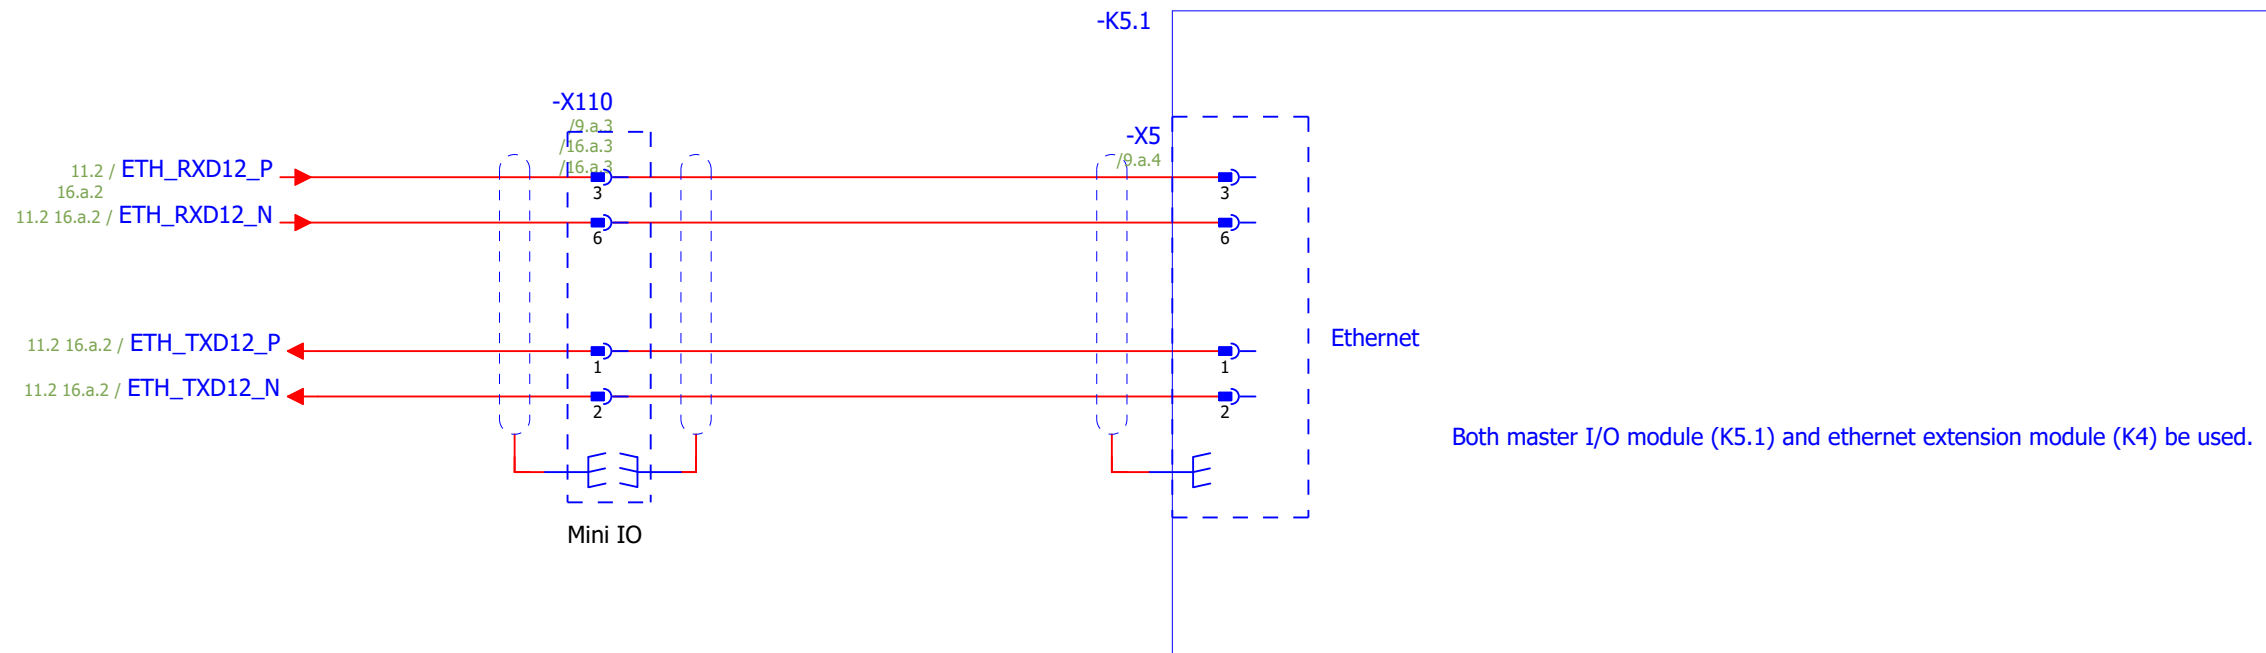 -K5.1
-X110
/9.a.3
/16.a.3
/16.a.3
-X5
/9.a.4
11.2 / ETH_RXD12_P
16.a.2
3
3
11.2 16.a.2 / ETH_RXD12_N
6
6
11.2 16.a.2 / ETH_TXD12_P
1
1
Ethernet
11.2 16.a.2 / ETH_TXD12_N
2
2
Both master I/O module (K5.1) and ethernet extension module (K4) be used.
Mini IO